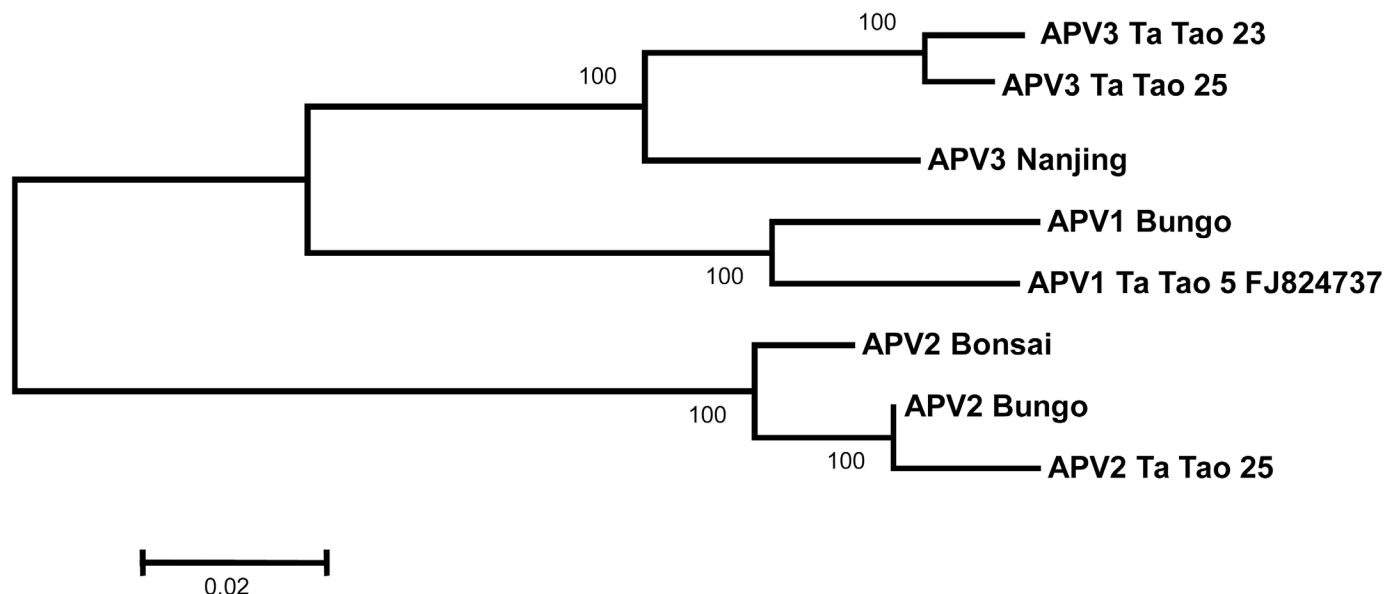 100
APV3 Ta Tao 23
100
APV3 Ta Tao 25
APV3 Nanjing
APV1 Bungo
100
APV1 Ta Tao 5 FJ824737
APV2 Bonsai
100
APV2 Bungo
100
APV2 Ta Tao 25
0.02